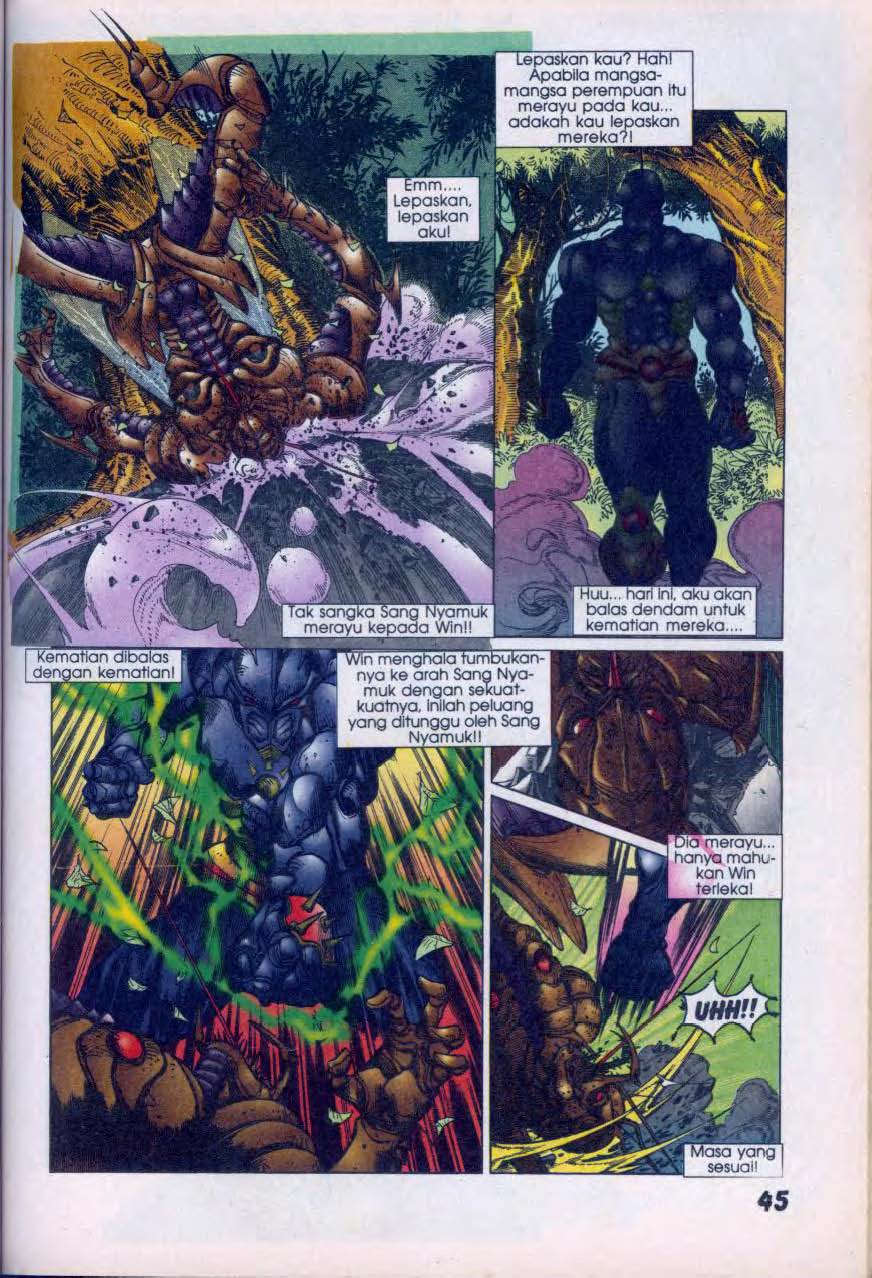 Emm....
Lepaskan,
lepaskan
aku!
Tak sangka Sang Nyamuk
merayu kepada Win!!
Lepaskan kau? Hah!
Apabila mangsa-
mangsa perempuan itu
merayu pada kau...
adakah kau lepaskan
mereka?!
Huu... hari ini, aku akan
balas dendam untuk
kematian mereka....
Kematian dibalas
dengan kematian!
Win menghala tumbukan-
nya ke arah Sang Nya-
muk dengan sekuat-
kuatnya, inilah peluang
yang ditunggu oleh Sang
Nyamuk!!
Dia merayu...
hanya mahu-
kan Win
terleka!
UHH!!
Masa yang
sesuai!
45